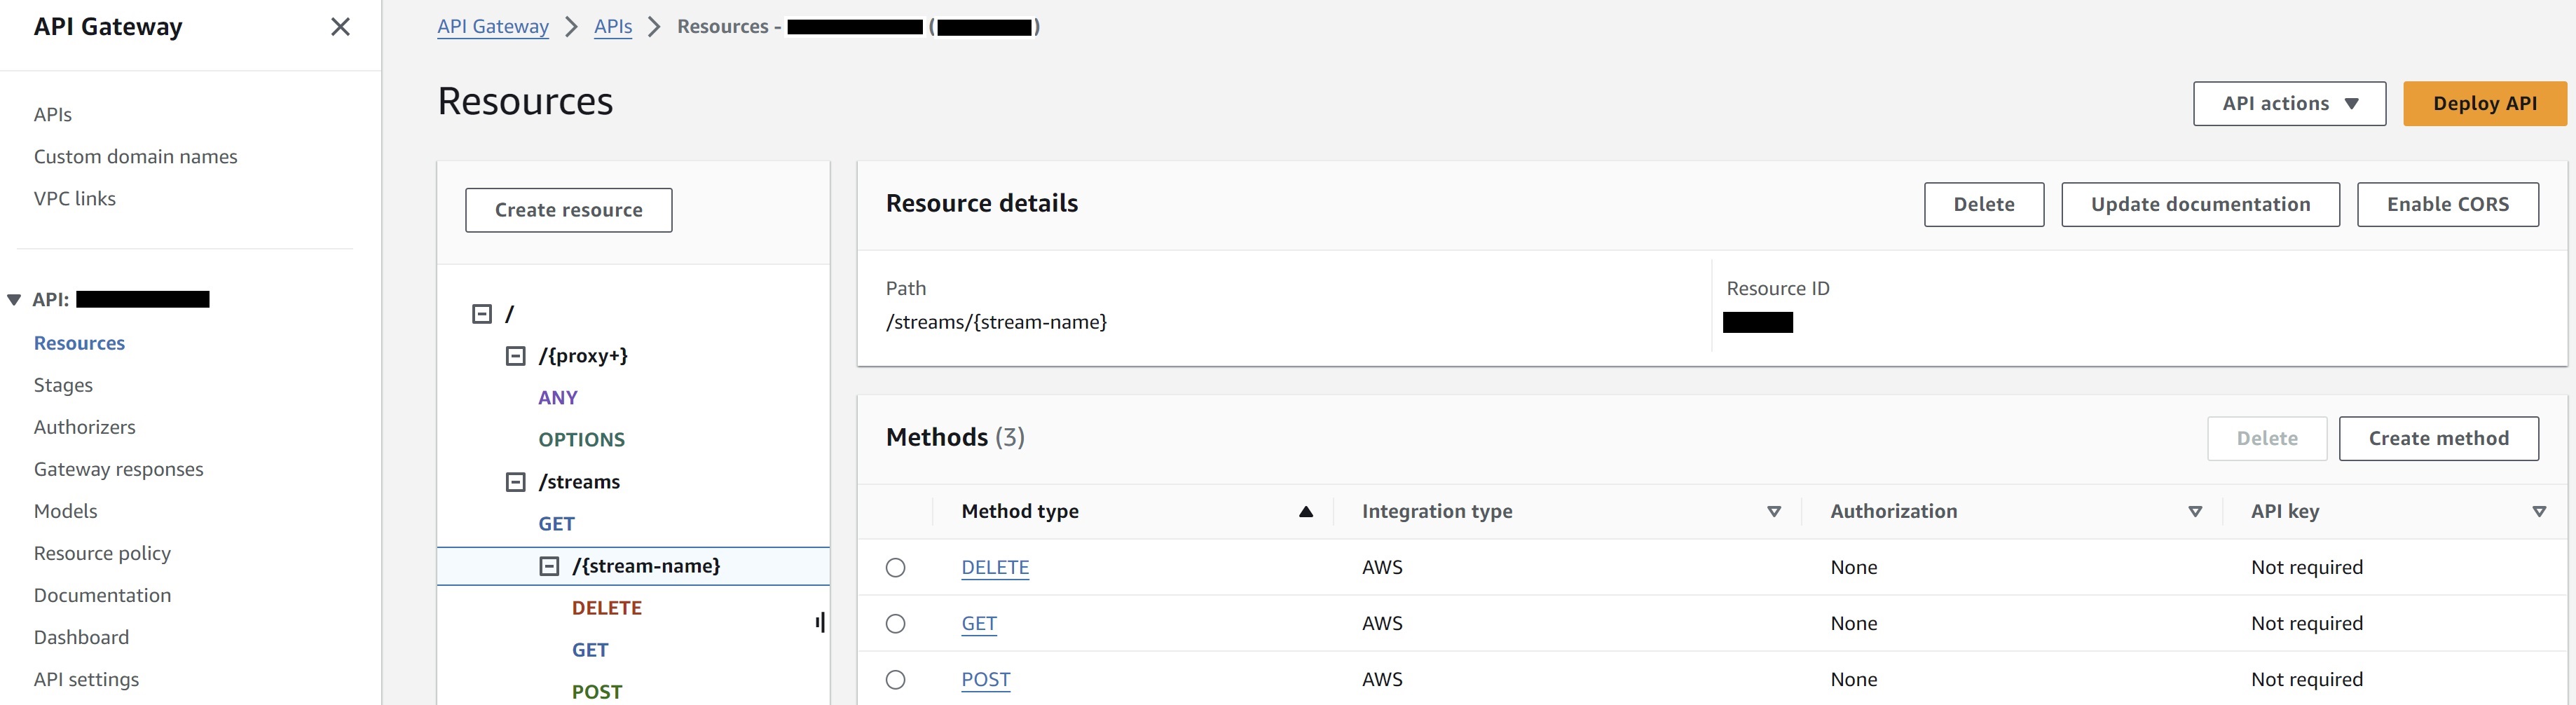 API Gateway
APIs
Custom domain names
VPC links
API:
Resources
Stages
Authorizers
Gateway responses
Models
Resource policy
Documentation
Dashboard
API settings
API Gateway > APIs > Resources - ( )
Resources
API actions
Deploy API
Create resource
/
/{proxy+}
ANY
OPTIONS
/streams
GET
/{stream-name}
DELETE
GET
POST
Resource details
Delete
Update documentation
Enable CORS
Path
/streams/{stream-name}
Resource ID
Methods (3)
Delete
Create method
Method type Integration type Authorization API key
DELETE AWS None Not required
GET AWS None Not required
POST AWS None Not required